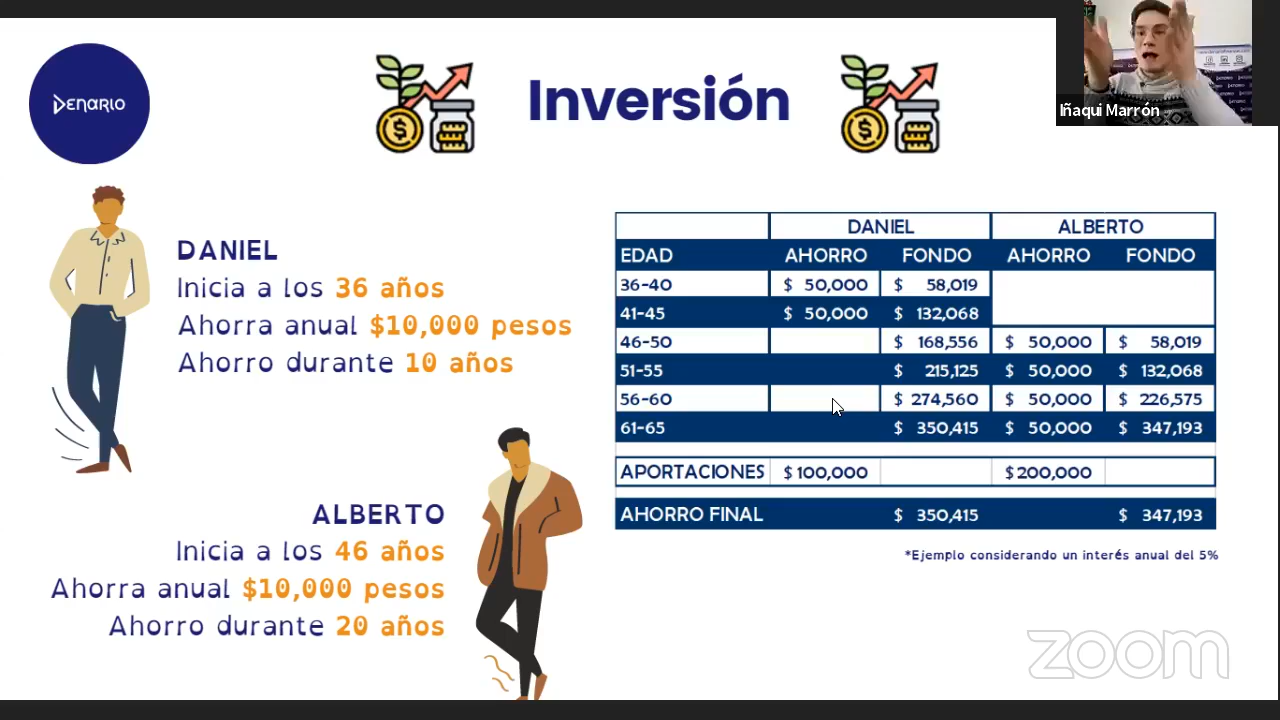 DENARIO
Inversión
Iñaqui Marrón
DANIEL
Inicia a los 36 años
Ahorra anual $10,000 pesos
Ahorro durante 10 años
ALBERTO
Inicia a los 46 años
Ahorra anual $10,000 pesos
Ahorro durante 20 años
DANIEL ALBERTO
EDAD AHORRO FONDO AHORRO FONDO
36-40 $ 50,000 $ 58,019
41-45 $ 50,000 $ 132,068
46-50 $ 168,556 $ 50,000 $ 58,019
51-55 $ 215,125 $ 50,000 $ 132,068
56-60 $ 274,560 $ 50,000 $ 226,575
61-65 $ 350,415 $ 50,000 $ 347,193
APORTACIONES $ 100,000 $ 200,000
AHORRO FINAL $ 350,415 $ 347,193
*Ejemplo considerando un interés anual del 5%
zoom